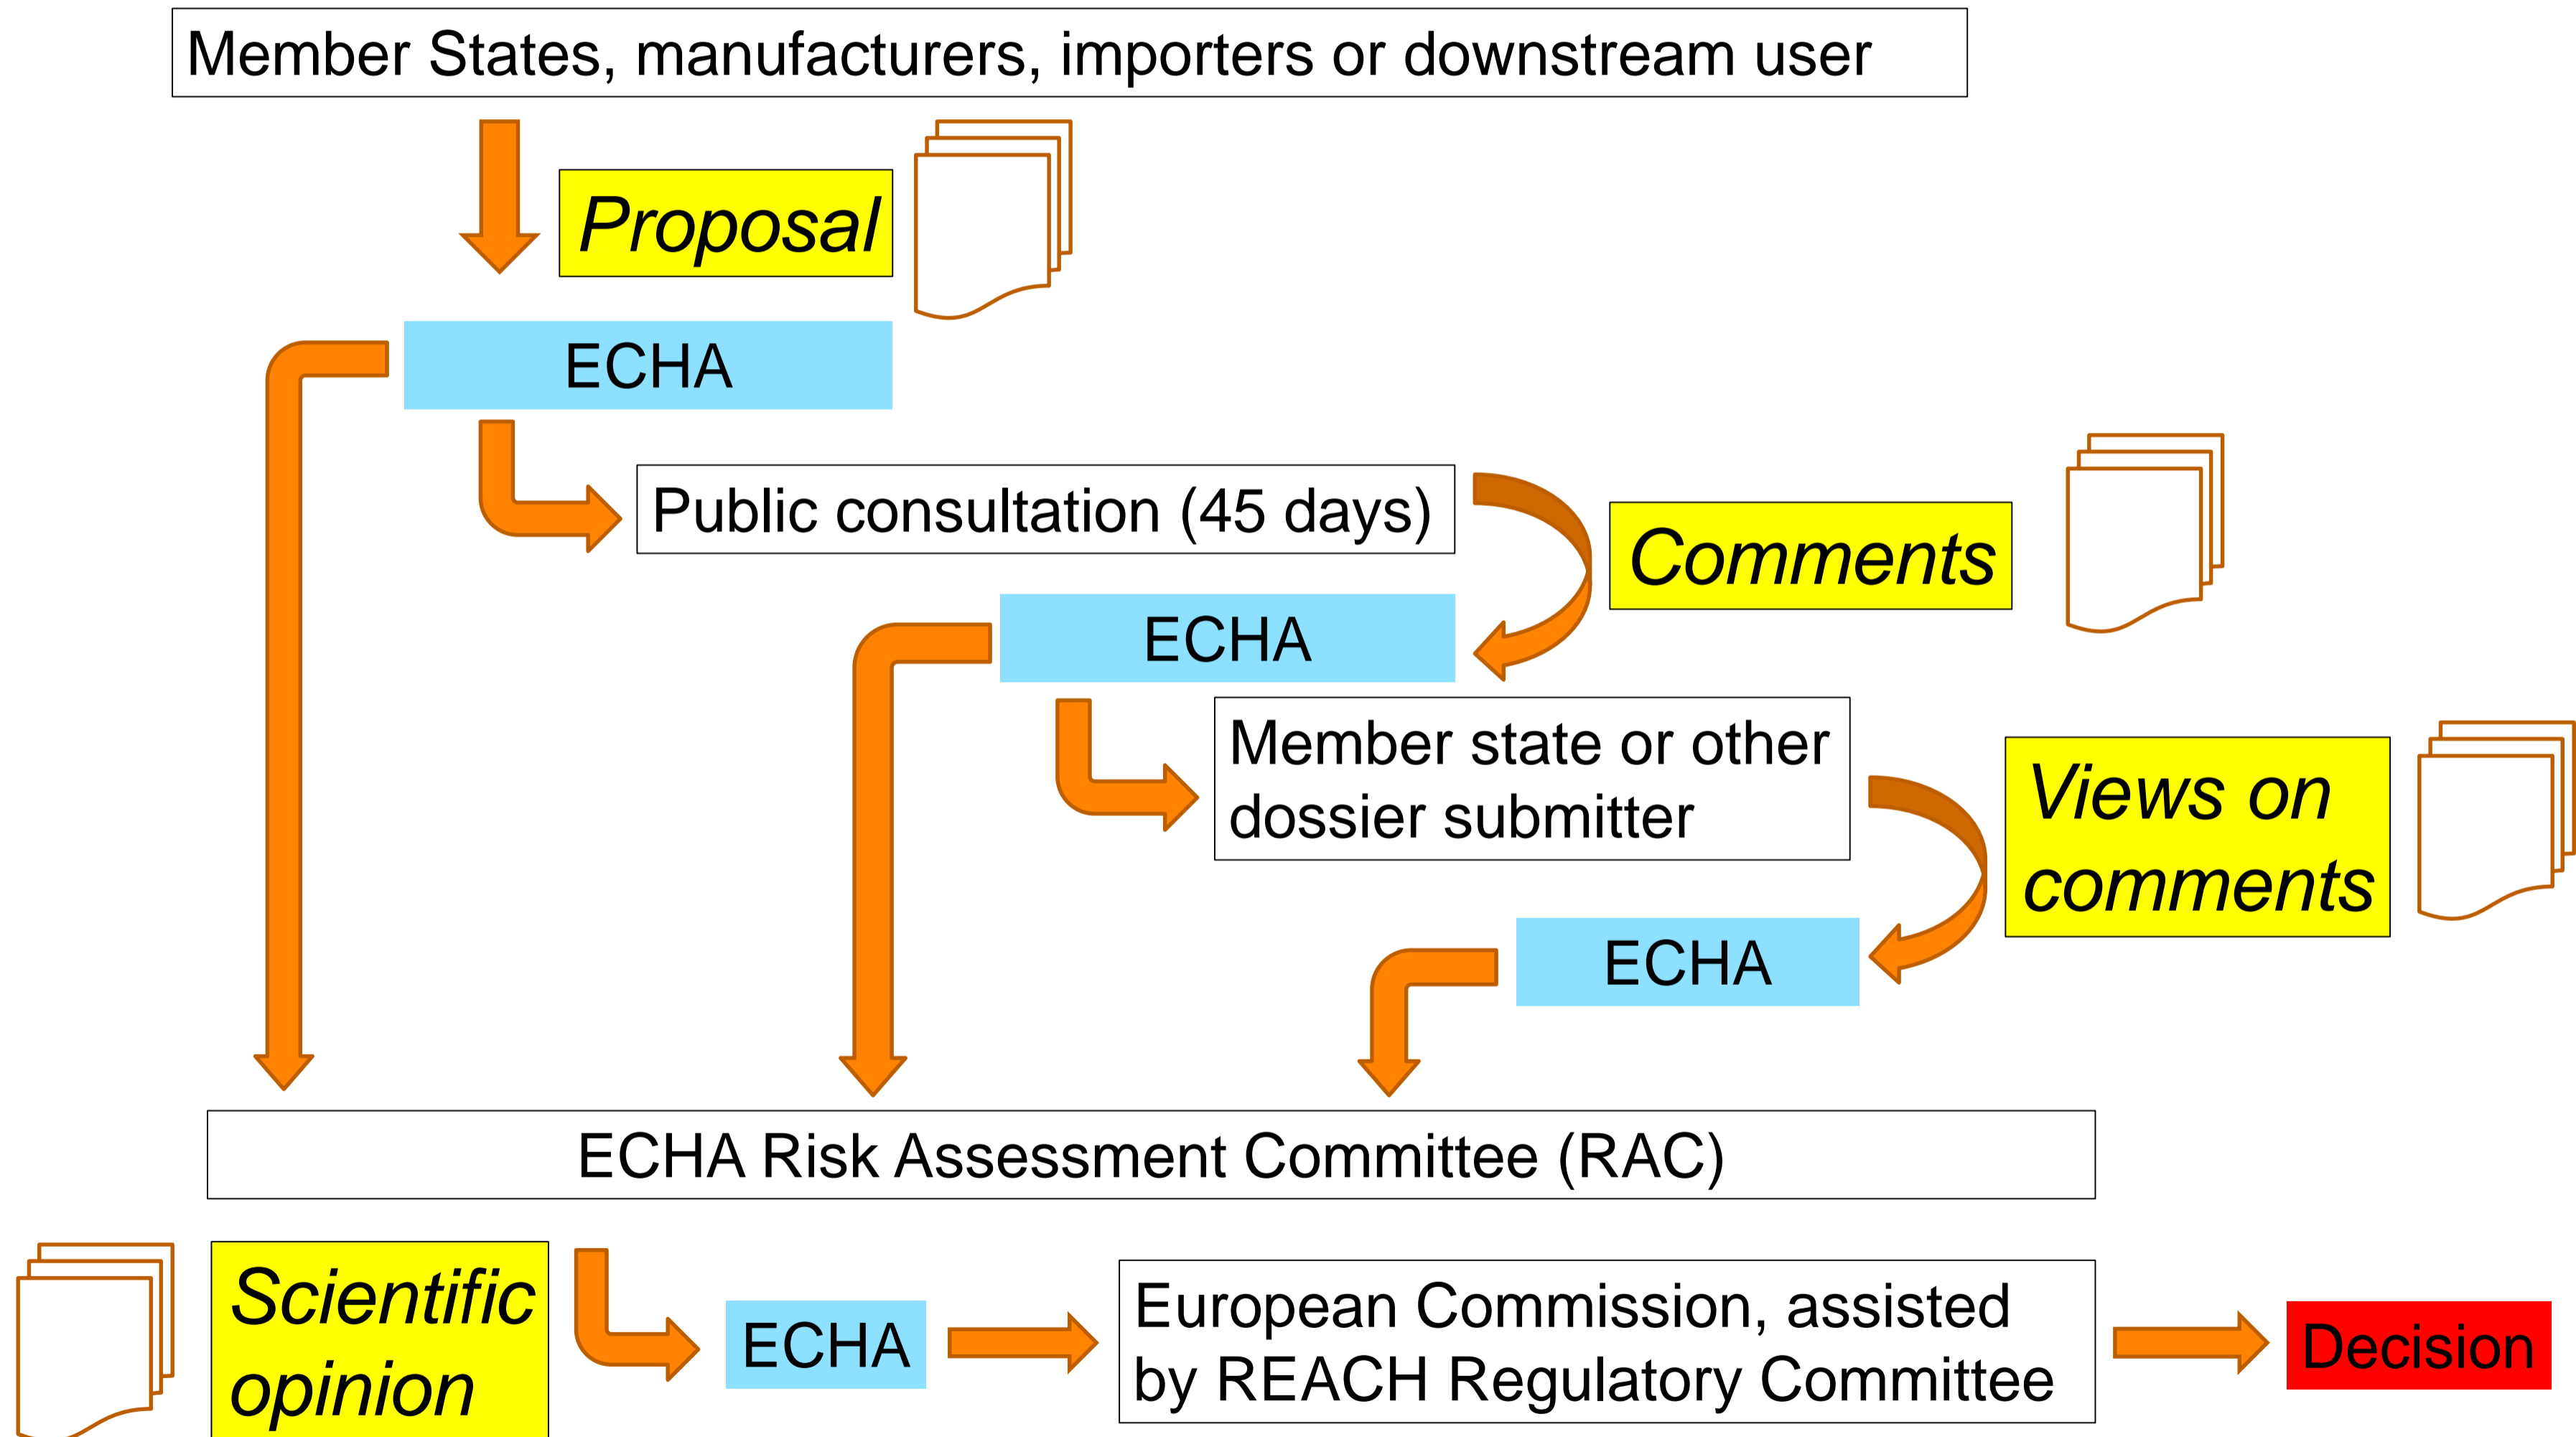 Member States, manufacturers, importers or downstream user
Proposal
ECHA
Public consultation (45 days)
Comments
ECHA
Member state or other
dossier submitter
Views on
comments
ECHA
ECHA Risk Assessment Committee (RAC)
Scientific
opinion
ECHA
European Commission, assisted
by REACH Regulatory Committee
Decision